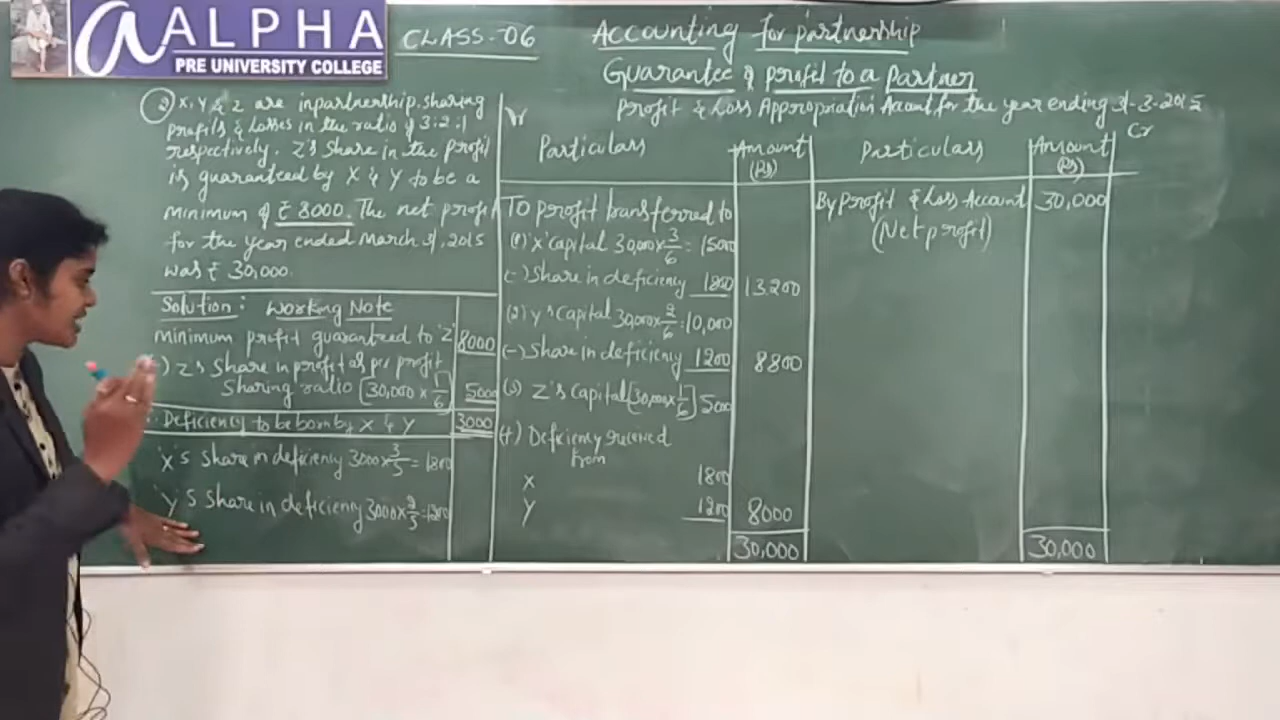 ALPHA
PRE UNIVERSITY COLLEGE
CLASS-06
Accounting for partnership
Guarantee of profit to a Partner
2) X, Y & Z are in partnership sharing
profits & losses in the ratio of 3:2:1
respectively. Z's share in the profit
is guaranteed by X & Y to be a
minimum of ₹ 8000. The net profit
for the year ended March 31, 2015
was ₹ 30,000.
Solution: Working Note
minimum profit guaranteed to 'Z' 8000
(-) Z's Share in profit as per profit
Sharing ratio [30,000 × 1/6] 5000
∴ Deficiency to be born by X & Y 3000
'X's Share in deficiency 3000 × 3/5 = 1800
'Y's Share in deficiency 3000 × 2/5 = 1200
Profit & Loss Appropriation Account for the year ending 31-3-2015
Dr Cr
Particulars Amount (Rs) Particulars Amount (Rs)
TO profit transferred to By Profit & Loss Account 30,000
(1) 'X' capital 30,000 × 3/6 = 15000 (Net profit)
(-) Share in deficiency 1800 13,200
(2) Y's Capital 30,000 × 2/6 = 10,000
(-) Share in deficiency 1200 8800
(3) Z's Capital [30,000 × 1/6] 5000
(+) Deficiency received
from
X 1800
Y 1200 8000
30,000 30,000